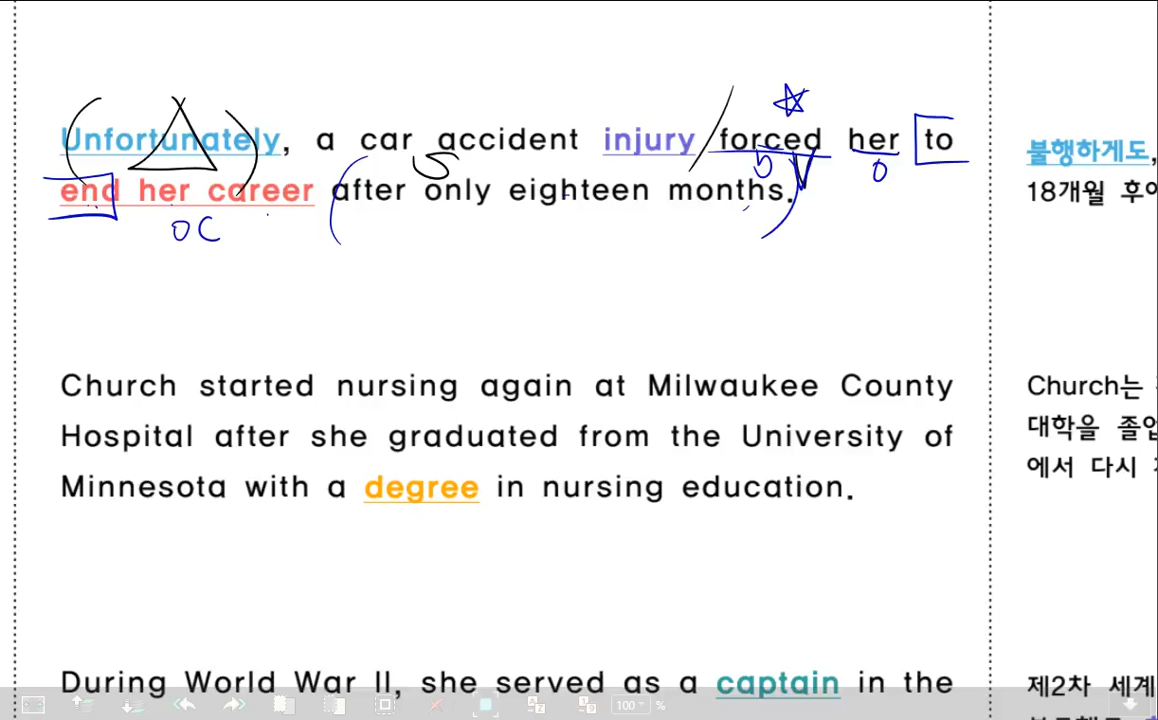 Unfortunately, a car accident injury forced her to
end her career after only eighteen months.
S
5
O
OC
Church started nursing again at Milwaukee County
Hospital after she graduated from the University of
Minnesota with a degree in nursing education.
During World War II, she served as a captain in the
불행하게도,
18개월 후
Church는
대학을 졸업
에서 다시
제2차 세계
100 %